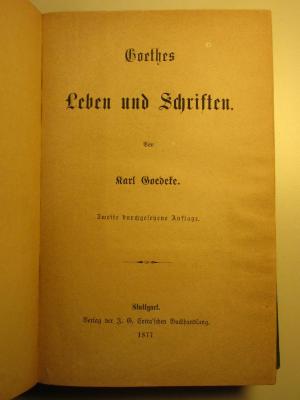 Goethes
Leben und Schriften.
Von
Karl Goedeke.
Zweite durchgesehene Auflage.
Stuttgart.
Verlag der J. G. Cotta'schen Buchhandlung.
1877